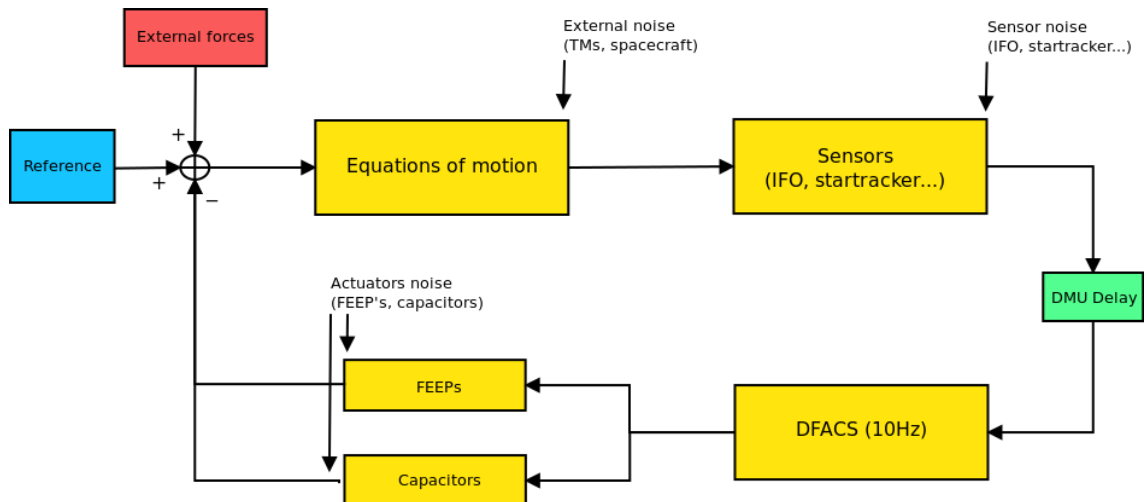 External forces
External noise
(TMs, spacecraft)
Sensor noise
(IFO, startracker...)
+
Reference
+
−
Equations of motion
Sensors
(IFO, startracker...)
Actuators noise
(FEEP's, capacitors)
DMU Delay
FEEPs
DFACS (10Hz)
Capacitors